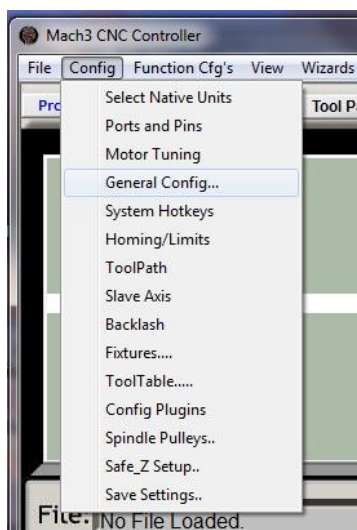 Mach3 CNC Controller
File Config Function Cfg's View Wizards
Select Native Units
Ports and Pins
Motor Tuning
General Config...
System Hotkeys
Homing/Limits
ToolPath
Slave Axis
Backlash
Fixtures....
ToolTable.....
Config Plugins
Spindle Pulleys..
Safe_Z Setup..
Save Settings..
Tool
File: No File Loaded.